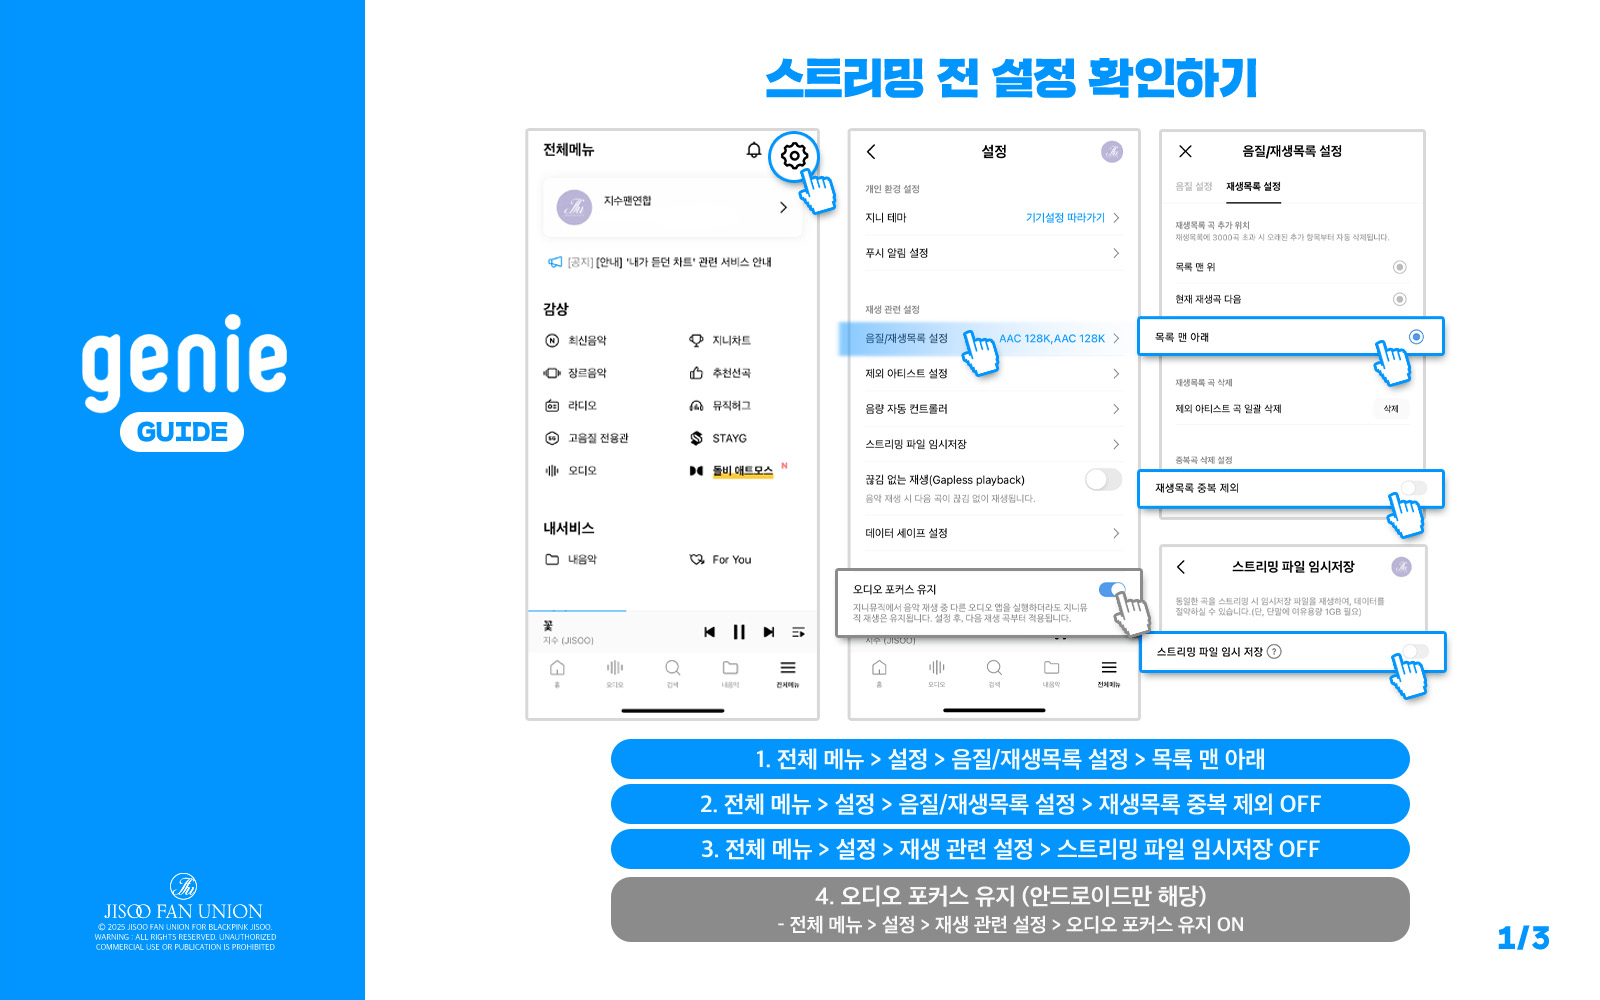 genie
GUIDE
JISOO FAN UNION
© 2025 JISOO FAN UNION FOR BLACKPINK JISOO.
WARNING : ALL RIGHTS RESERVED. UNAUTHORIZED
COMMERCIAL USE OR PUBLICATION IS PROHIBITED
스트리밍 전 설정 확인하기
전체메뉴
지수팬연합
[공지] [안내] '내가 듣던 차트' 관련 서비스 안내
감상
최신음악 지니차트
장르음악 추천선곡
라디오 뮤직허그
고음질 전용관 STAYG
오디오 돌비 애트모스 N
내서비스
내음악 For You
꽃
지수 (JISOO)
홈 오디오 검색 내음악 전체메뉴
설정
개인 환경 설정
지니 테마 기기설정 따라가기
푸시 알림 설정
재생 관련 설정
음질/재생목록 설정 AAC 128K,AAC 128K
제외 아티스트 설정
음량 자동 컨트롤러
스트리밍 파일 임시저장
끊김 없는 재생(Gapless playback)
음악 재생 시 다음 곡이 끊김 없이 재생됩니다.
데이터 세이프 설정
오디오 포커스 유지
지니뮤직에서 음악 재생 중 다른 오디오 앱을 실행하더라도 지니뮤
직 재생은 유지됩니다. 설정 후, 다음 재생 곡부터 적용됩니다.
지수 (JISOO)
홈 오디오 검색 내음악 전체메뉴
음질/재생목록 설정
음질 설정 재생목록 설정
재생목록 곡 추가 위치
재생목록에 3000곡 초과 시 오래된 추가 항목부터 자동 삭제됩니다.
목록 맨 위
현재 재생곡 다음
목록 맨 아래
재생목록 곡 삭제
제외 아티스트 곡 일괄 삭제 삭제
중복곡 삭제 설정
재생목록 중복 제외
스트리밍 파일 임시저장
동일한 곡을 스트리밍 시 임시저장 파일을 재생하여, 데이터를
절약하실 수 있습니다.(단, 단말에 여유용량 1GB 필요)
스트리밍 파일 임시 저장 ?
1. 전체 메뉴 > 설정 > 음질/재생목록 설정 > 목록 맨 아래
2. 전체 메뉴 > 설정 > 음질/재생목록 설정 > 재생목록 중복 제외 OFF
3. 전체 메뉴 > 설정 > 재생 관련 설정 > 스트리밍 파일 임시저장 OFF
4. 오디오 포커스 유지 (안드로이드만 해당)
- 전체 메뉴 > 설정 > 재생 관련 설정 > 오디오 포커스 유지 ON
1/3